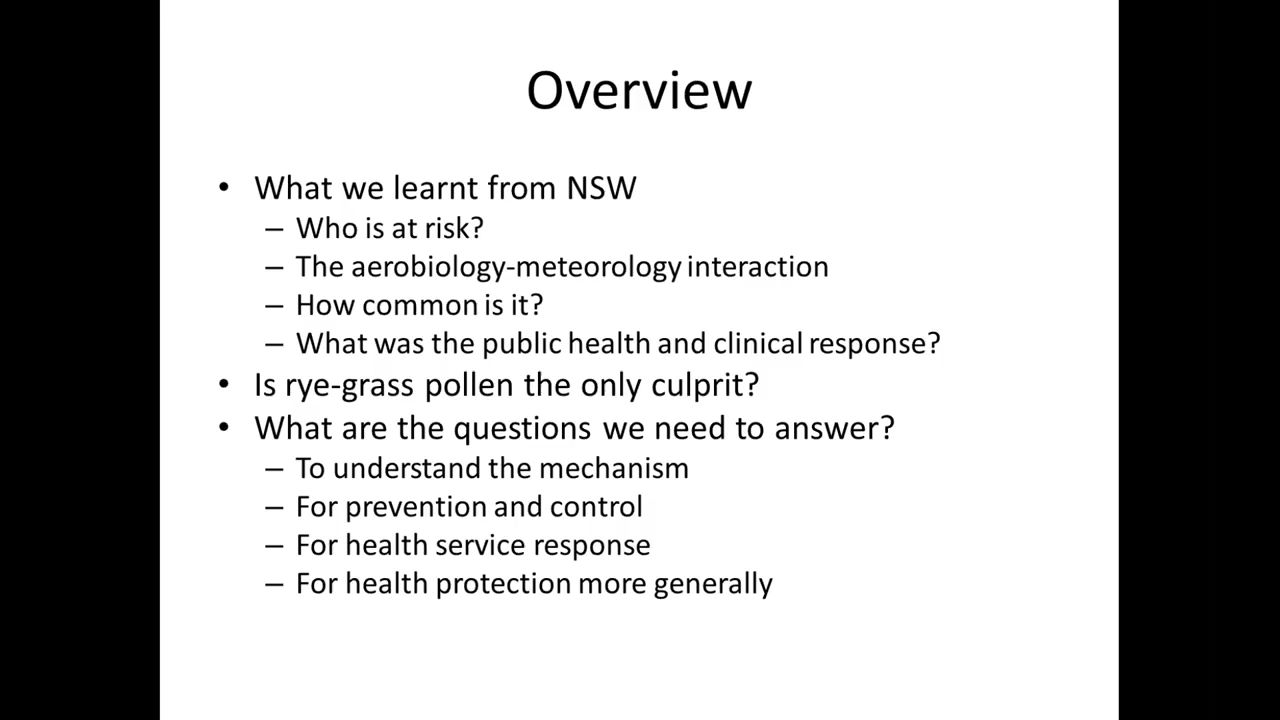 Overview
• What we learnt from NSW
– Who is at risk?
– The aerobiology-meteorology interaction
– How common is it?
– What was the public health and clinical response?
• Is rye-grass pollen the only culprit?
• What are the questions we need to answer?
– To understand the mechanism
– For prevention and control
– For health service response
– For health protection more generally